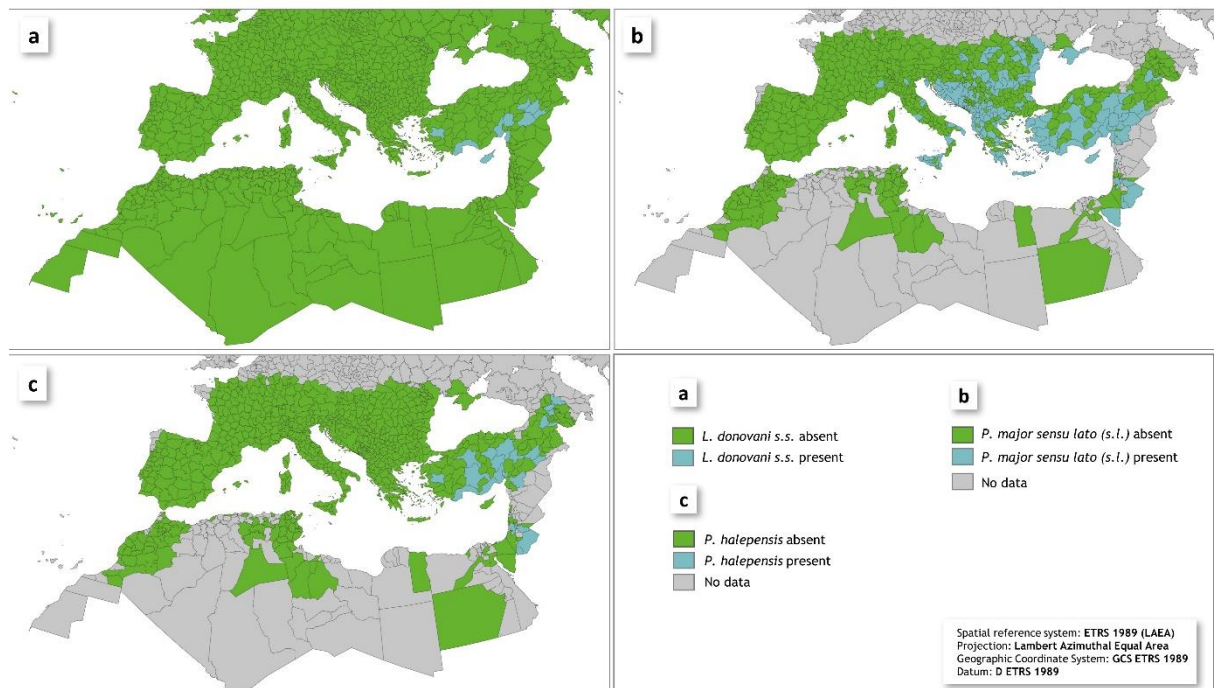 a
b
c
a
L. donovani s.s. absent
L. donovani s.s. present
b
P. major sensu lato (s.l.) absent
P. major sensu lato (s.l.) present
No data
c
P. halepensis absent
P. halepensis present
No data
Spatial reference system: ETRS 1989 (LAEA)
Projection: Lambert Azimuthal Equal Area
Geographic Coordinate System: GCS ETRS 1989
Datum: D ETRS 1989